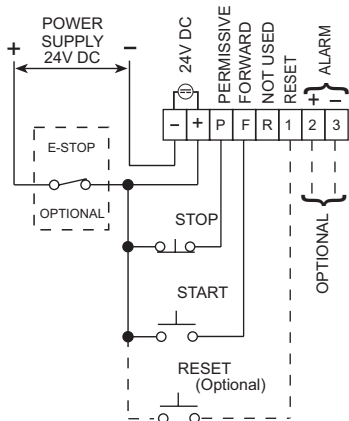 POWER
SUPPLY
24V DC
+
−
24V DC
PERMISSIVE
FORWARD
NOT USED
RESET
ALARM
+
−
−
+
P
F
R
1
2
3
E-STOP
OPTIONAL
STOP
START
RESET
(Optional)
OPTIONAL